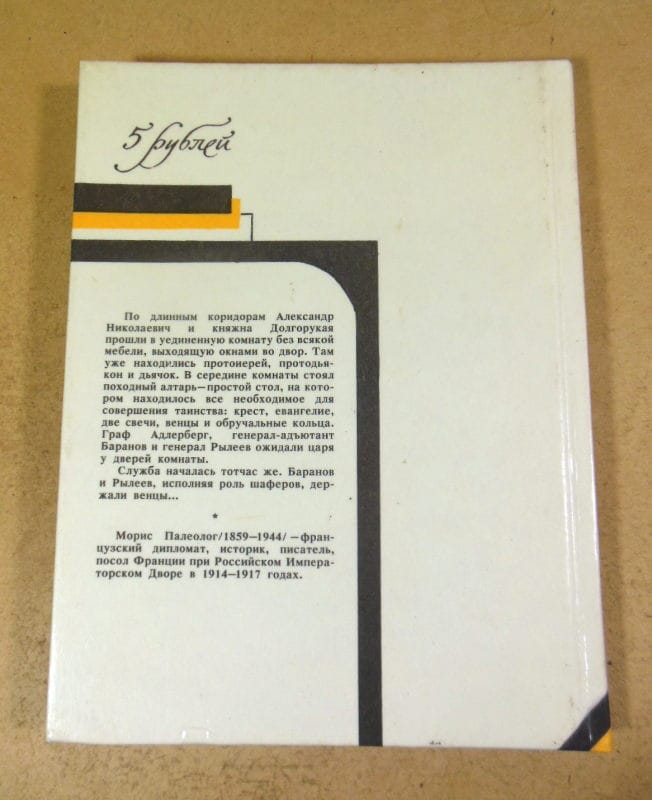 5 рублей
По длинным коридорам Александр
Николаевич и княжна Долгорукая
прошли в уединенную комнату без всякой
мебели, выходящую окнами во двор. Там
уже находились протоиерей, протодья-
кон и дьячок. В середине комнаты стоял
походный алтарь—простой стол, на ко-
тором находилось все необходимое для
совершения таинства: крест, евангелие,
две свечи, венцы и обручальные кольца.
Граф Адлерберг, генерал-адъютант
Баранов и генерал Рылеев ожидали царя
у дверей комнаты.
Служба началась тотчас же. Баранов
и Рылеев, исполняя роль шаферов, дер-
жали венцы...
*
Морис Палеолог/1859—1944/ —фран-
цузский дипломат, историк, писатель,
посол Франции при Российском Импера-
торском Дворе в 1914—1917 годах.